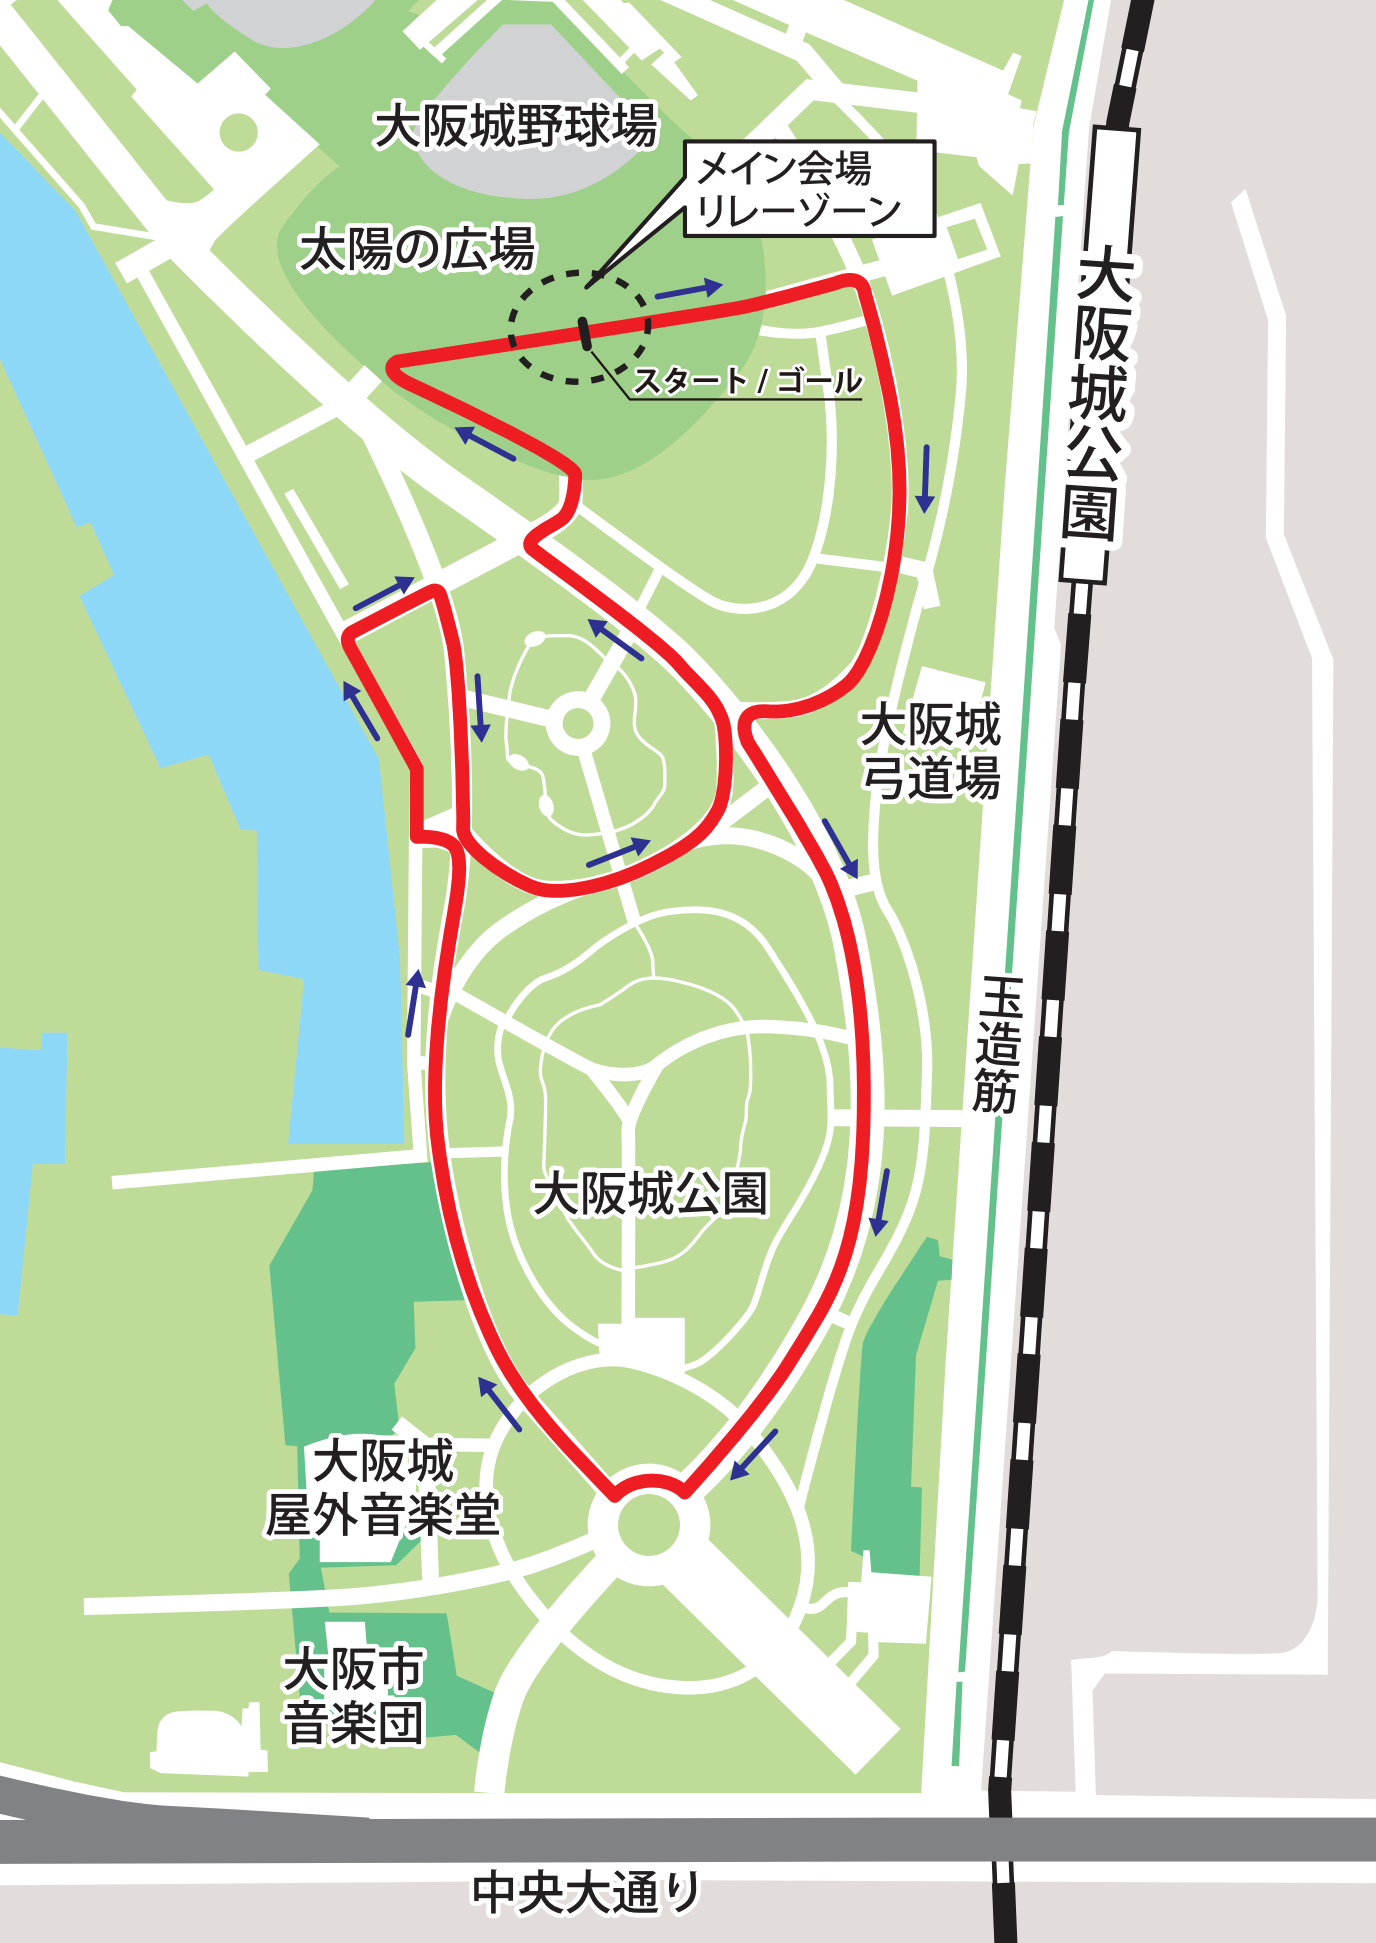 大阪城野球場
メイン会場
リレーゾーン
太陽の広場
スタート / ゴール
大阪城公園
大阪城
弓道場
玉造筋
大阪城公園
大阪城
屋外音楽堂
大阪市
音楽団
中央大通り